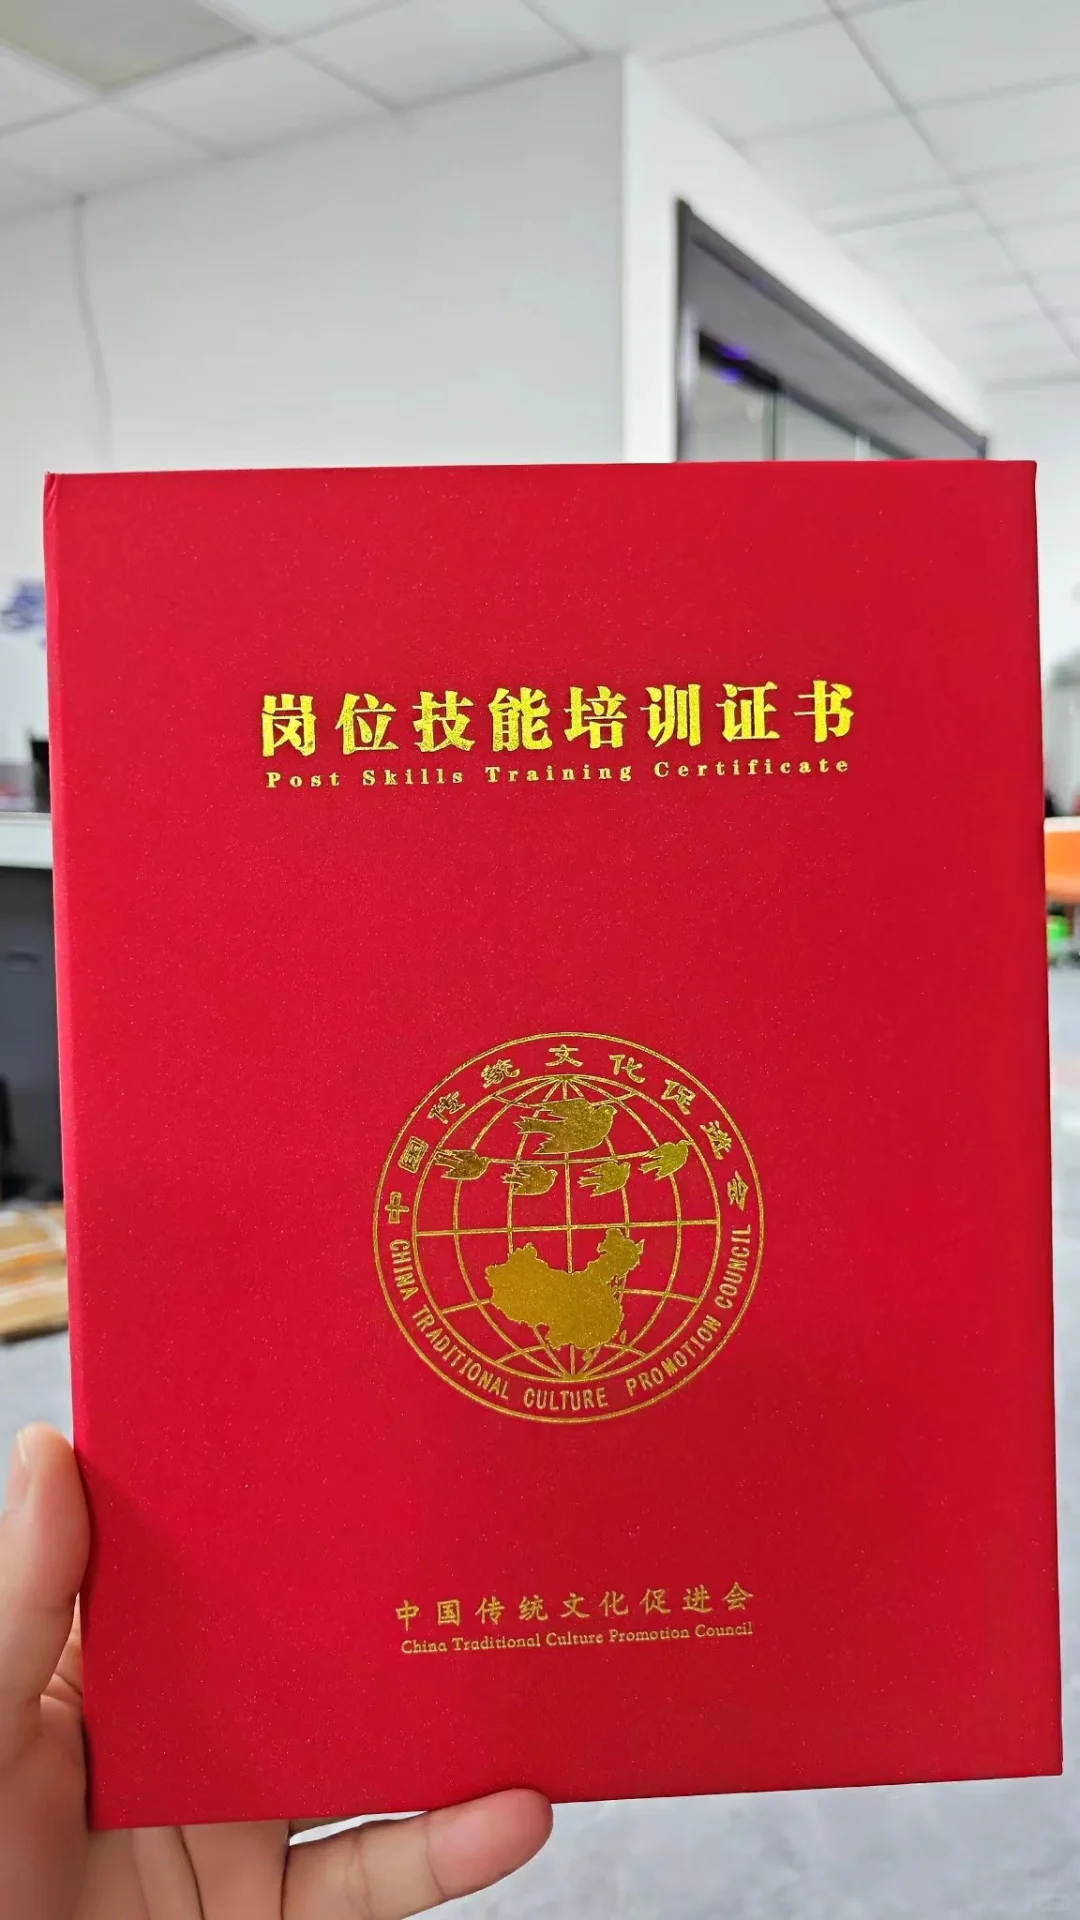 岗位技能培训证书
Post Skills Training Certificate
中国传统文化促进会
CHINA TRADITIONAL CULTURE PROMOTION COUNCIL
中国传统文化促进会
China Traditional Culture Promotion Council